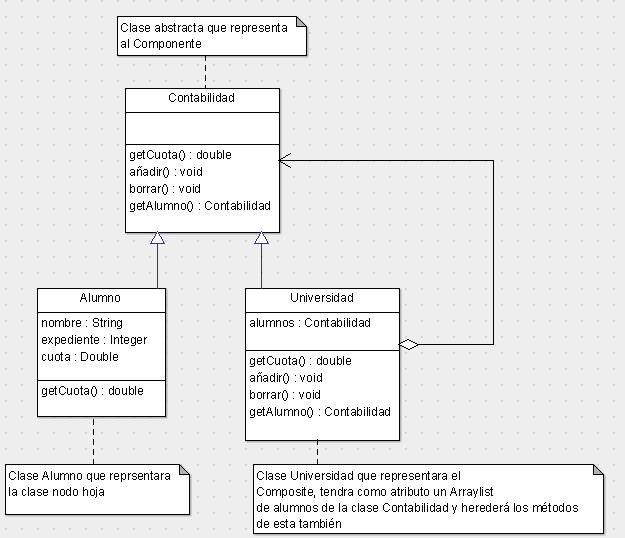 Clase abstracta que representa
al Componente
Contabilidad
getCuota() : double
añadir() : void
borrar() : void
getAlumno() : Contabilidad
Alumno
nombre : String
expediente : Integer
cuota : Double
getCuota() : double
Universidad
alumnos : Contabilidad
getCuota() : double
añadir() : void
borrar() : void
getAlumno() : Contabilidad
Clase Alumno que reprsentara
la clase nodo hoja
Clase Universidad que representara el
Composite, tendra como atributo un Arraylist
de alumnos de la clase Contabilidad y herederá los métodos
de esta también